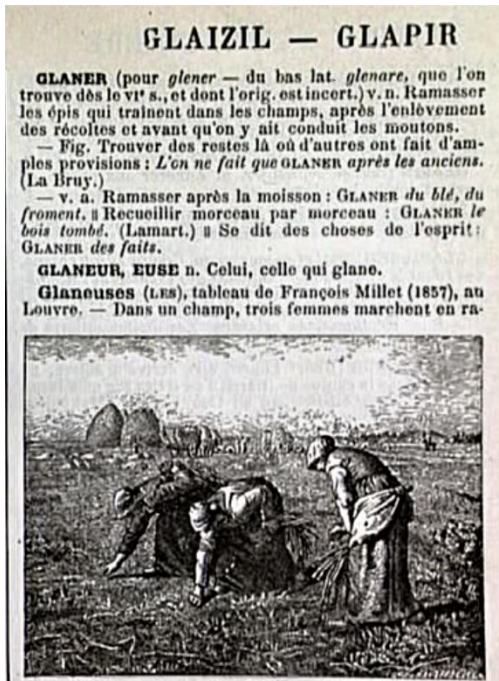 GLAIZIL — GLAPIR
GLANER (pour glener — du bas lat. glenare, que l'on
trouve dès le VIe s., et dont l'orig. est incert.) v. n. Ramasser
les épis qui traînent dans les champs, après l'enlèvement
des récoltes et avant qu'on y ait conduit les moutons.
— Fig. Trouver des restes là où d'autres ont fait d'am-
ples provisions : L'on ne fait que GLANER après les anciens.
(La Bruy.)
— v. a. Ramasser après la moisson : GLANER du blé, du
froment. || Recueillir morceau par morceau : GLANER le
bois tombé. (Lamart.) || Se dit des choses de l'esprit :
GLANER des faits.
GLANEUR, EUSE n. Celui, celle qui glane.
Glaneuses (LES), tableau de François Millet (1857), au
Louvre. — Dans un champ, trois femmes marchent en ra-